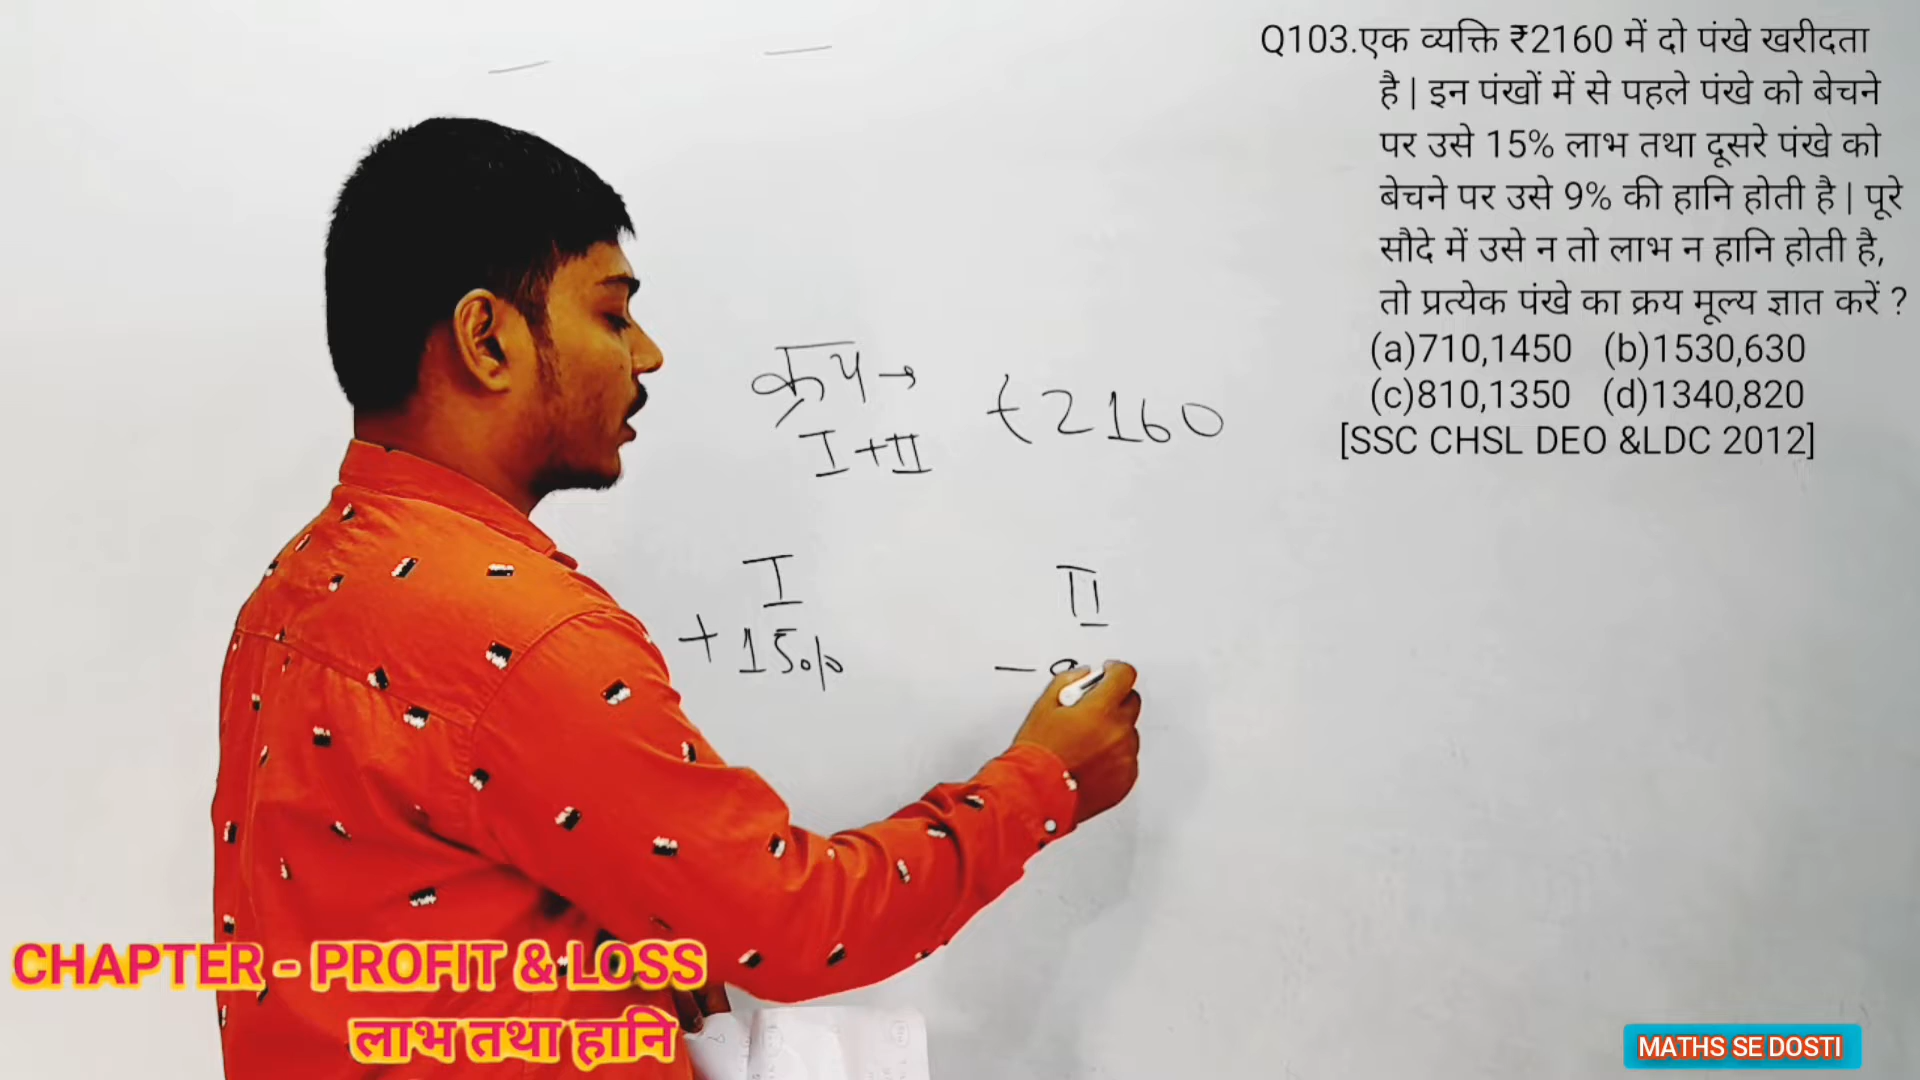 Q103.एक व्यक्ति ₹2160 में दो पंखे खरीदता
है | इन पंखों में से पहले पंखे को बेचने
पर उसे 15% लाभ तथा दूसरे पंखे को
बेचने पर उसे 9% की हानि होती है | पूरे
सौदे में उसे न तो लाभ न हानि होती है,
तो प्रत्येक पंखे का क्रय मूल्य ज्ञात करें ?
(a)710,1450 (b)1530,630
(c)810,1350 (d)1340,820
[SSC CHSL DEO &LDC 2012]
क्रय → ₹2160
I + II
I II
+ 15% -
CHAPTER - PROFIT & LOSS
लाभ तथा हानि
MATHS SE DOSTI